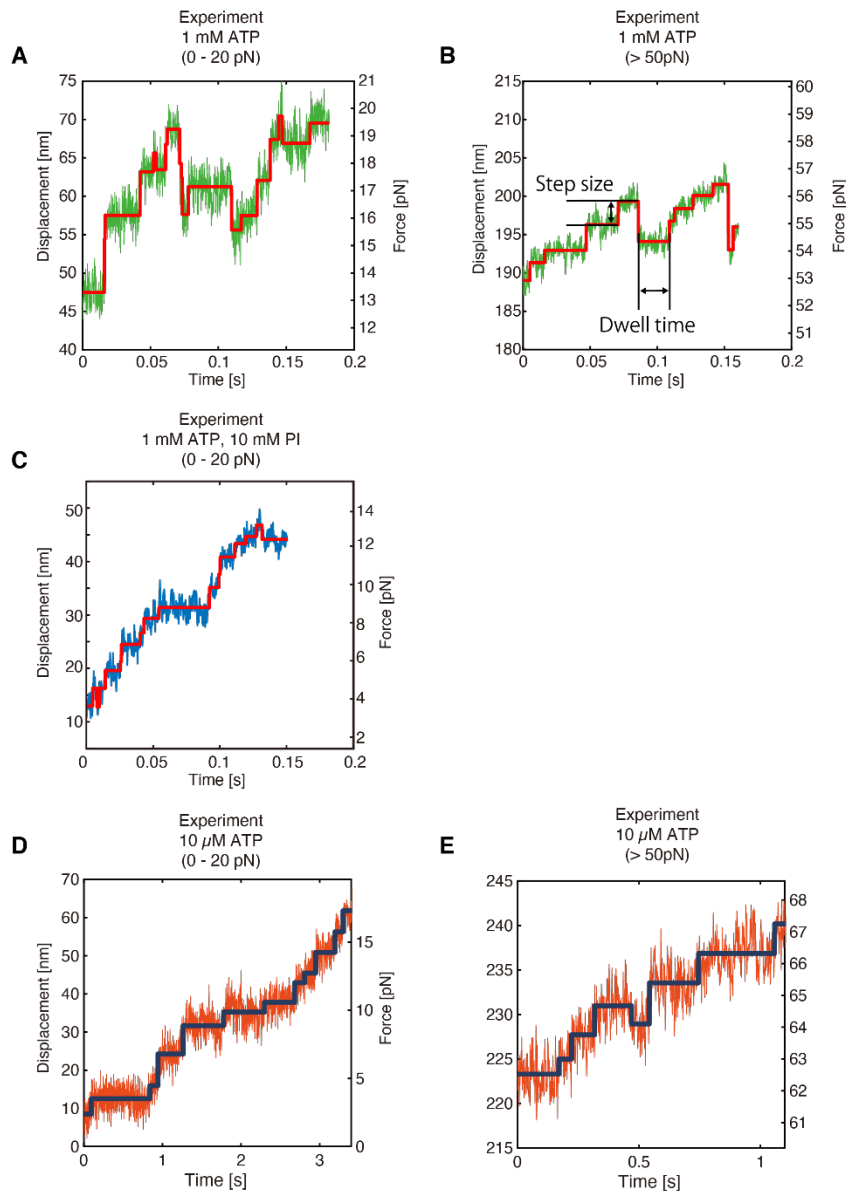 Experiment
1 mM ATP
(0 - 20 pN)
A
75
70
65
60
55
50
45
40
Displacement [nm]
21
20
19
18
17
16
15
14
13
12
Force [pN]
0
0.05
0.1
0.15
0.2
Time [s]
Experiment
1 mM ATP
(> 50pN)
B
215
210
205
200
195
190
187
180
Displacement [nm]
60
59
58
57
56
55
54
53
52
51
Force [pN]
Step size
Dwell time
0
0.05
0.1
0.15
0.2
Time [s]
Experiment
1 mM ATP, 10 mM PI
(0 - 20 pN)
C
50
40
30
20
10
Displacement [nm]
14
12
10
8
6
4
2
Force [pN]
0
0.05
0.1
0.15
0.2
Time [s]
Experiment
10 µM ATP
(0 - 20 pN)
D
70
60
50
40
30
20
10
0
Displacement [nm]
15
10
5
0
Force [pN]
0
1
2
3
Time [s]
Experiment
10 µM ATP
(> 50pN)
E
245
240
235
230
225
220
215
68
67
66
65
64
63
62
61
0
0.5
1
Time [s]